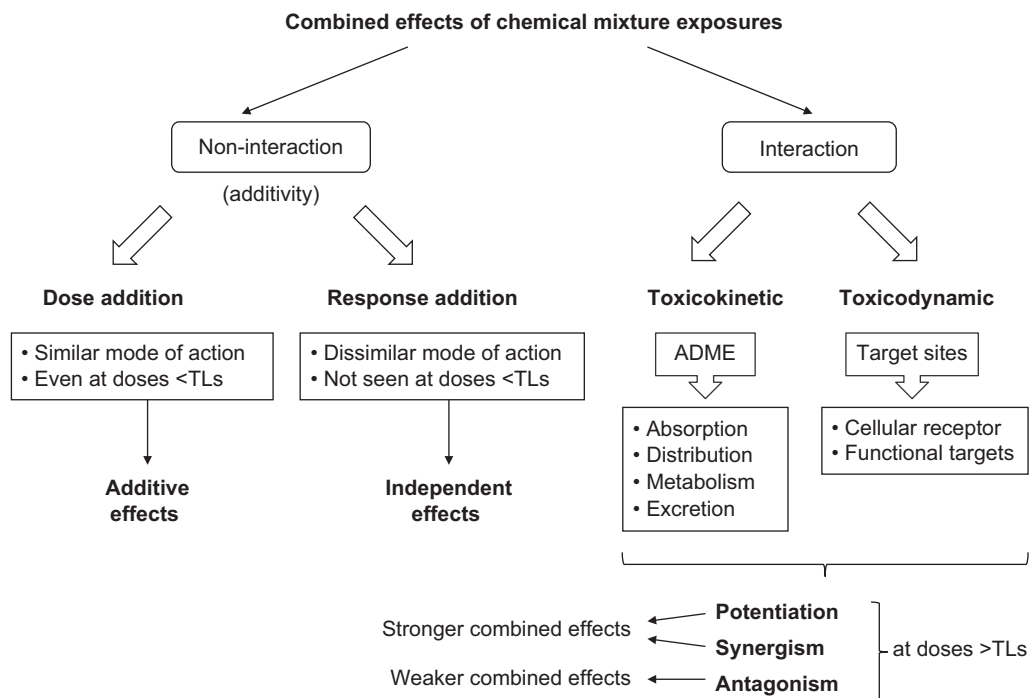 Combined effects of chemical mixture exposures
Non-interaction
(additivity)
Interaction
Dose addition
Response addition
Toxicokinetic
Toxicodynamic
• Similar mode of action
• Even at doses <TLs
• Dissimilar mode of action
• Not seen at doses <TLs
ADME
Target sites
• Absorption
• Distribution
• Metabolism
• Excretion
• Cellular receptor
• Functional targets
Additive
effects
Independent
effects
Stronger combined effects
Weaker combined effects
Potentiation
Synergism
Antagonism
at doses >TLs